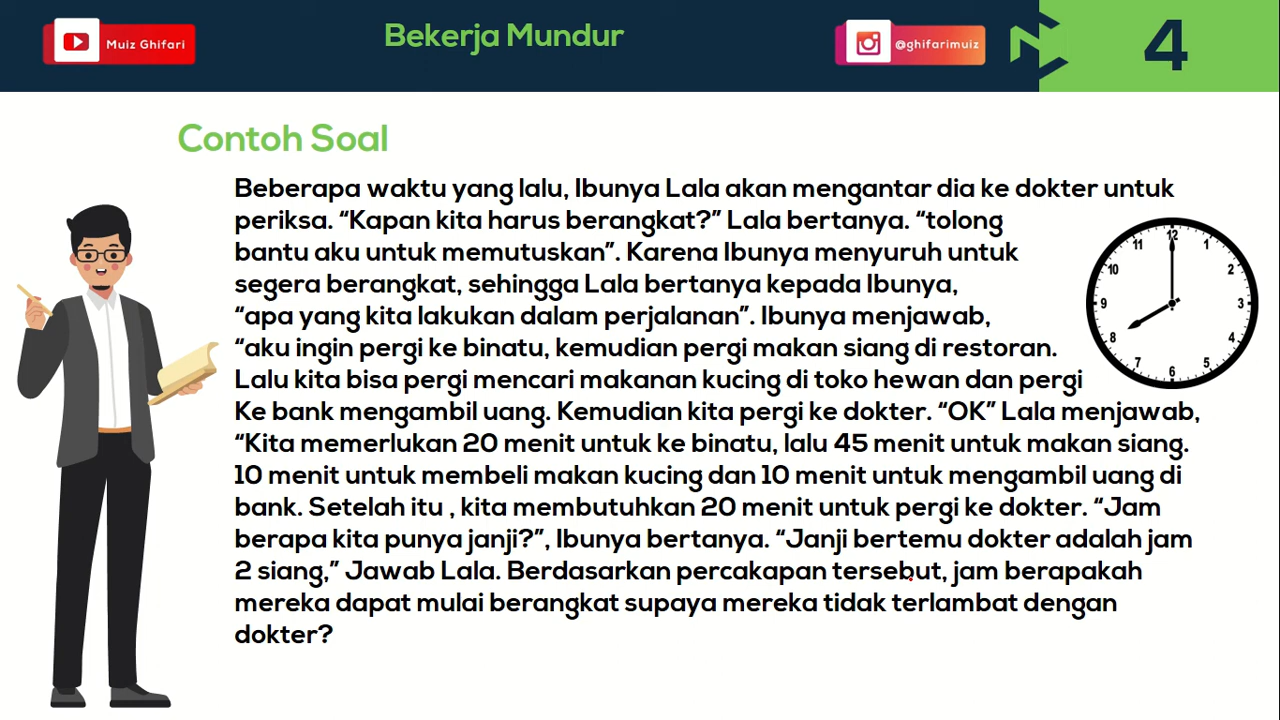 Muiz Ghifari
Bekerja Mundur
@ghifarimuiz
4
Contoh Soal
Beberapa waktu yang lalu, Ibunya Lala akan mengantar dia ke dokter untuk
periksa. “Kapan kita harus berangkat?” Lala bertanya. “tolong
bantu aku untuk memutuskan”. Karena Ibunya menyuruh untuk
segera berangkat, sehingga Lala bertanya kepada Ibunya,
“apa yang kita lakukan dalam perjalanan”. Ibunya menjawab,
“aku ingin pergi ke binatu, kemudian pergi makan siang di restoran.
Lalu kita bisa pergi mencari makanan kucing di toko hewan dan pergi
Ke bank mengambil uang. Kemudian kita pergi ke dokter. “OK” Lala menjawab,
“Kita memerlukan 20 menit untuk ke binatu, lalu 45 menit untuk makan siang.
10 menit untuk membeli makan kucing dan 10 menit untuk mengambil uang di
bank. Setelah itu , kita membutuhkan 20 menit untuk pergi ke dokter. “Jam
berapa kita punya janji?”, Ibunya bertanya. “Janji bertemu dokter adalah jam
2 siang,” Jawab Lala. Berdasarkan percakapan tersebut, jam berapakah
mereka dapat mulai berangkat supaya mereka tidak terlambat dengan
dokter?
12
1
2
3
4
5
6
7
8
9
10
11